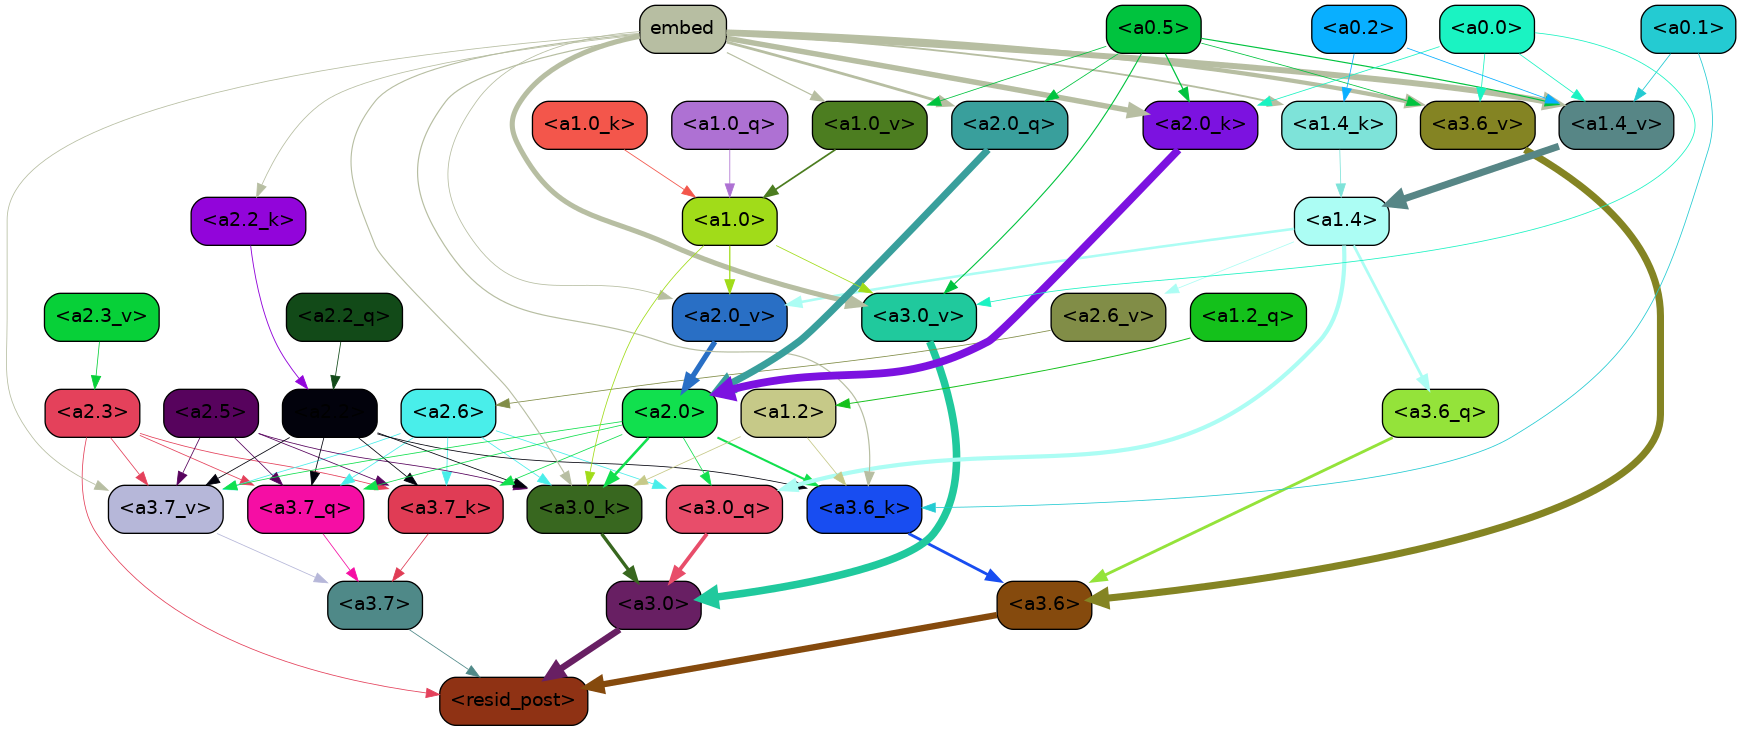 embed
<a0.5>
<a0.2>
<a0.0>
<a0.1>
<a1.0_k>
<a1.0_q>
<a1.0_v>
<a2.0_q>
<a2.0_k>
<a1.4_k>
<a3.6_v>
<a1.4_v>
<a2.2_k>
<a1.0>
<a1.4>
<a2.3_v>
<a2.2_q>
<a2.0_v>
<a3.0_v>
<a2.6_v>
<a1.2_q>
<a2.3>
<a2.5>
<a2.6>
<a2.0>
<a1.2>
<a3.6_q>
<a3.7_v>
<a3.7_q>
<a3.7_k>
<a3.0_k>
<a3.0_q>
<a3.6_k>
<a3.7>
<a3.0>
<a3.6>
<resid_post>